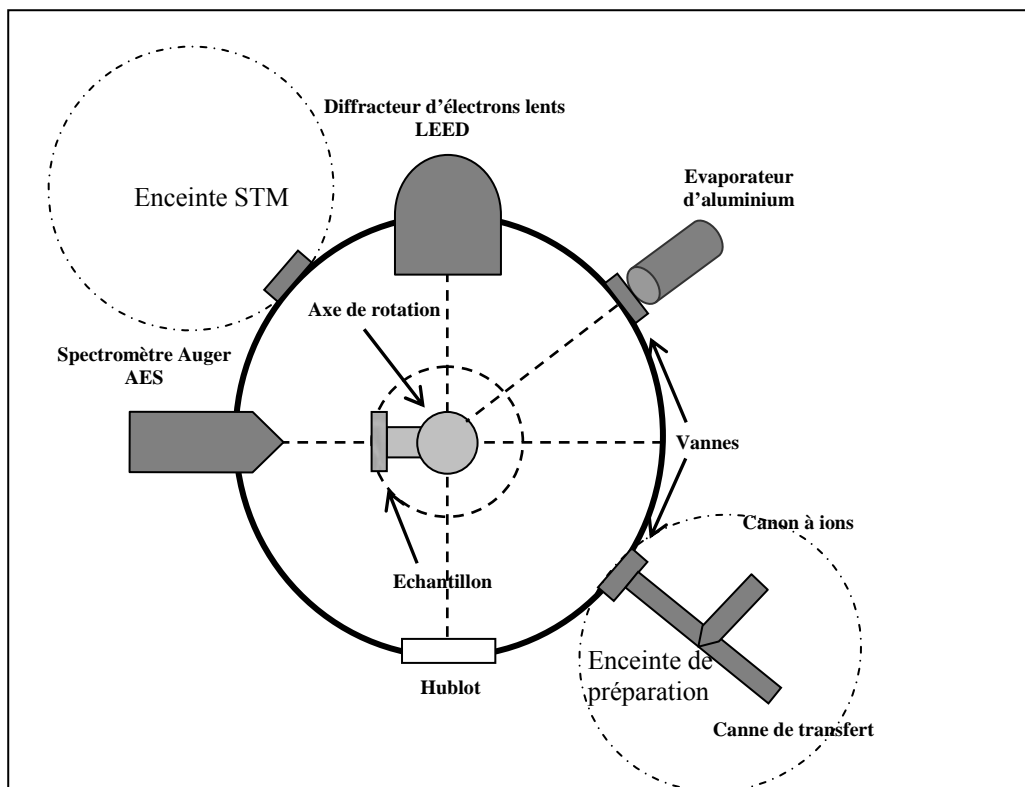 Diffracteur d'électrons lents
LEED
Enceinte STM
Evaporateur
d'aluminium
Axe de rotation
Spectromètre Auger
AES
Vannes
Canon à ions
Echantillon
Enceinte de
préparation
Hublot
Canne de transfert